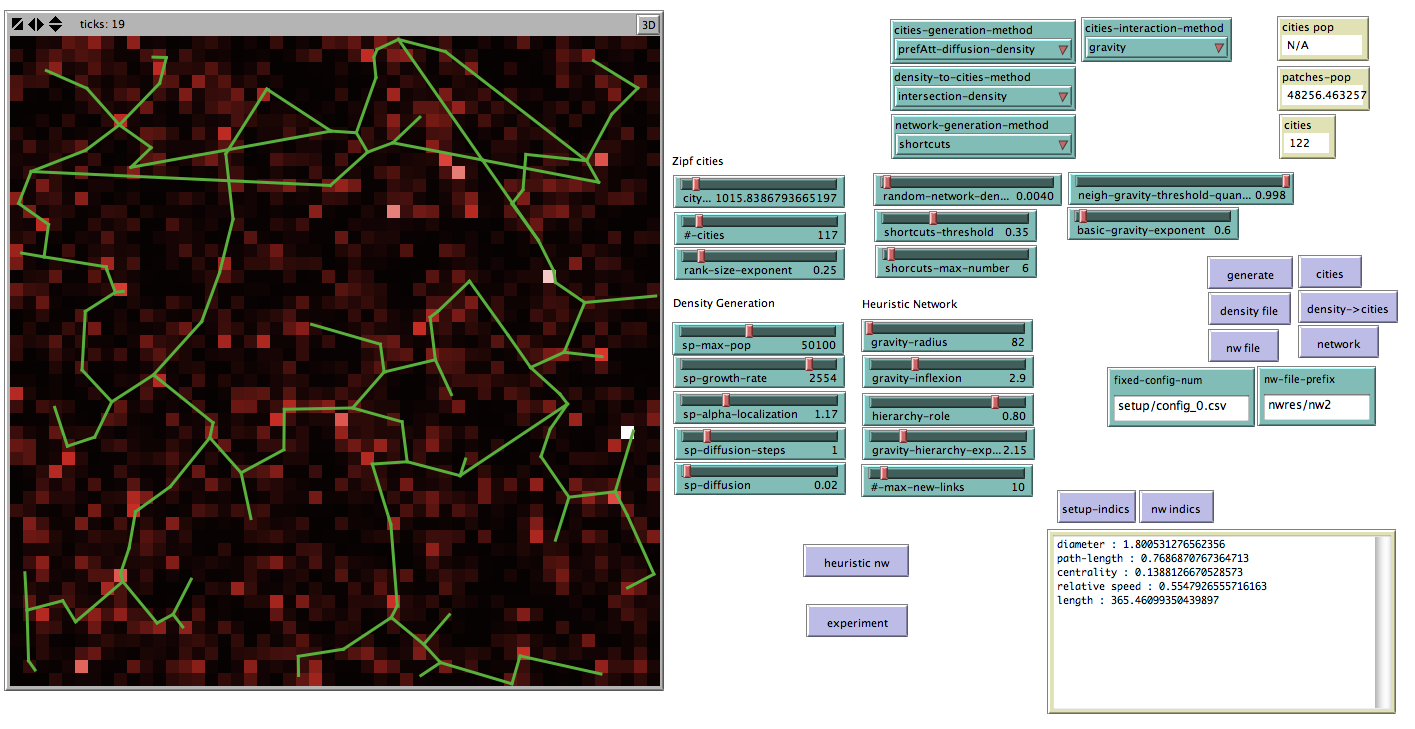 ticks: 19
3D
cities-generation-method
prefAtt-diffusion-density
cities-interaction-method
gravity
cities pop
N/A
density-to-cities-method
intersection-density
patches-pop
48256.463257
network-generation-method
shortcuts
cities
122
Zipf cities
city... 1015.8386793665197
random-network-den... 0.0040
neigh-gravity-threshold-quan... 0.998
#-cities 117
shortcuts-threshold 0.35
basic-gravity-exponent 0.6
rank-size-exponent 0.25
shorcuts-max-number 6
generate
cities
density file
density->cities
nw file
network
Density Generation
Heuristic Network
sp-max-pop 50100
gravity-radius 82
sp-growth-rate 2554
gravity-inflexion 2.9
sp-alpha-localization 1.17
hierarchy-role 0.80
sp-diffusion-steps 1
gravity-hierarchy-exp... 2.15
sp-diffusion 0.02
#-max-new-links 10
fixed-config-num
setup/config_0.csv
nw-file-prefix
nwres/nw2
setup-indics
nw indics
heuristic nw
experiment
diameter : 1.800531276562356
path-length : 0.7686870767364713
centrality : 0.1388126670528573
relative speed : 0.5547926555716163
length : 365.46099350439897